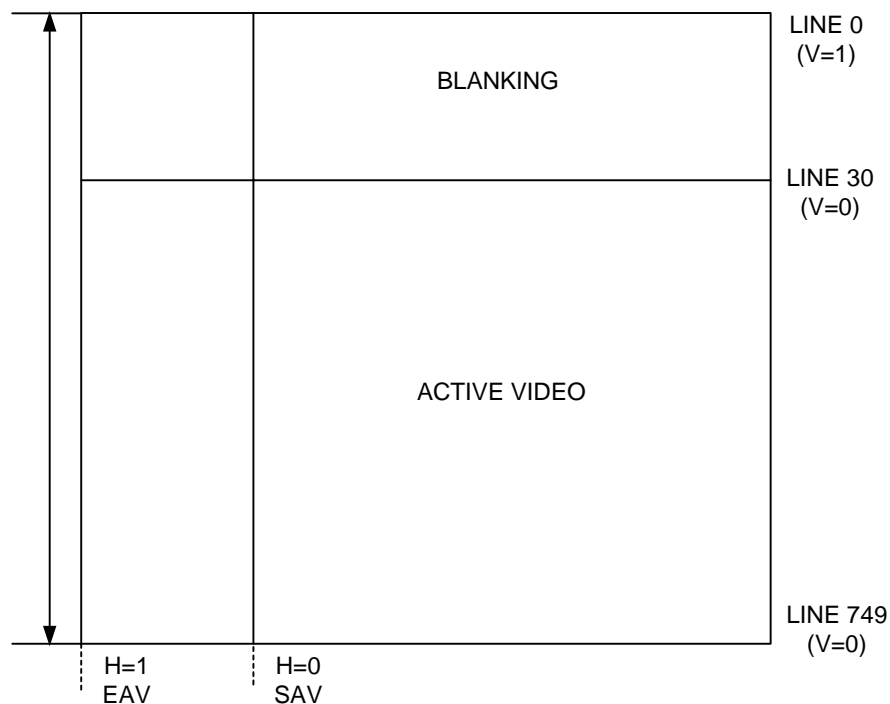 LINE 0
(V=1)
BLANKING
LINE 30
(V=0)
ACTIVE VIDEO
LINE 749
(V=0)
H=1
EAV
H=0
SAV